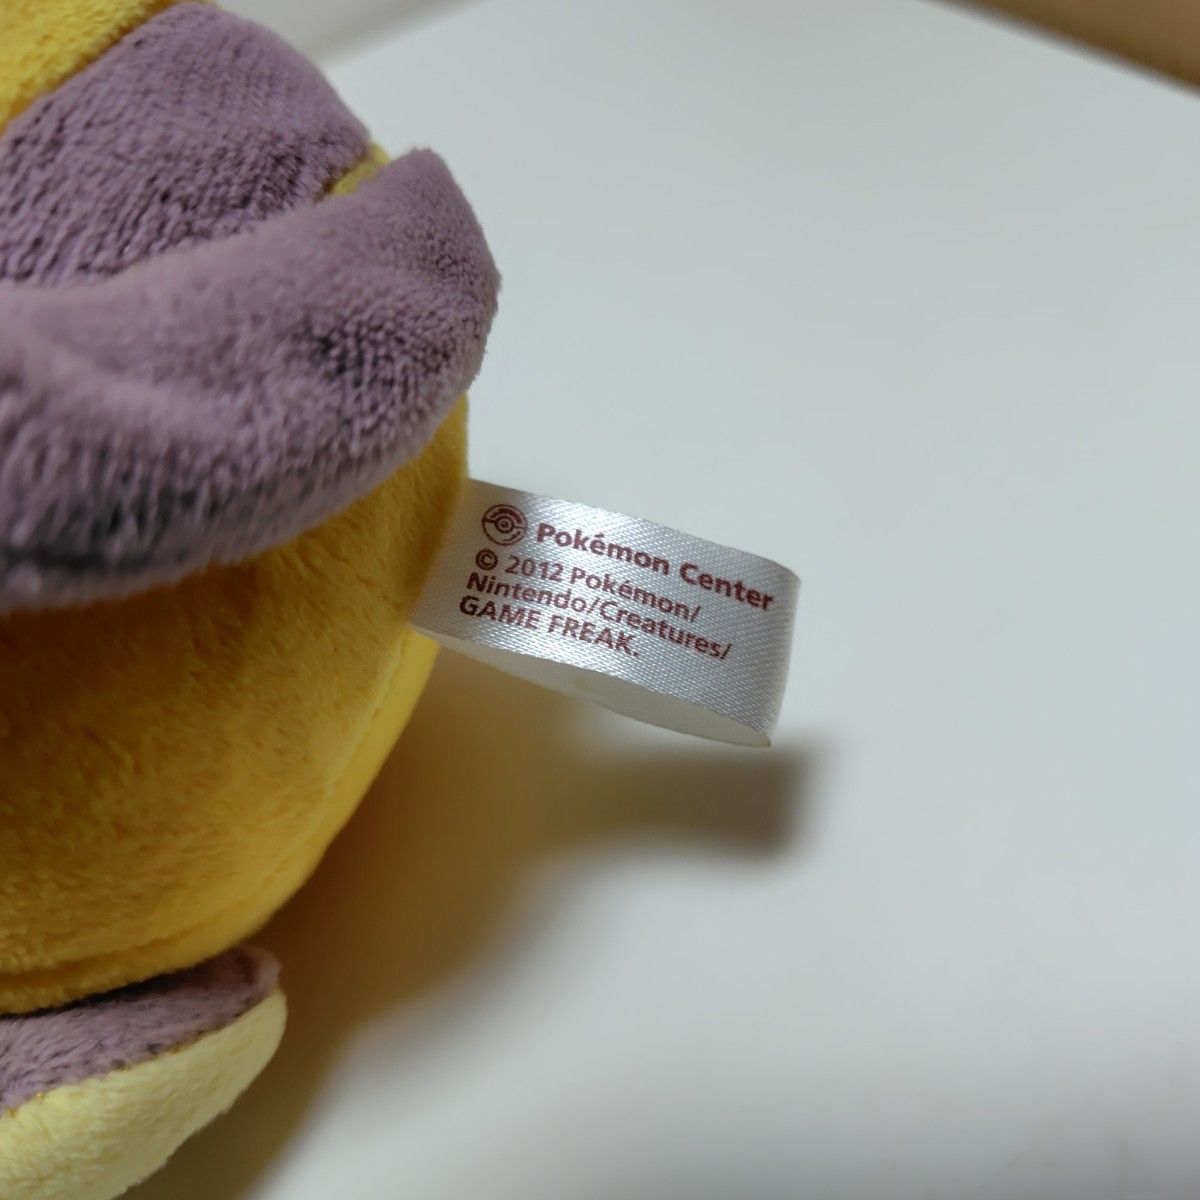 Pokémon Center
© 2012 Pokémon/
Nintendo/Creatures/
GAME FREAK.